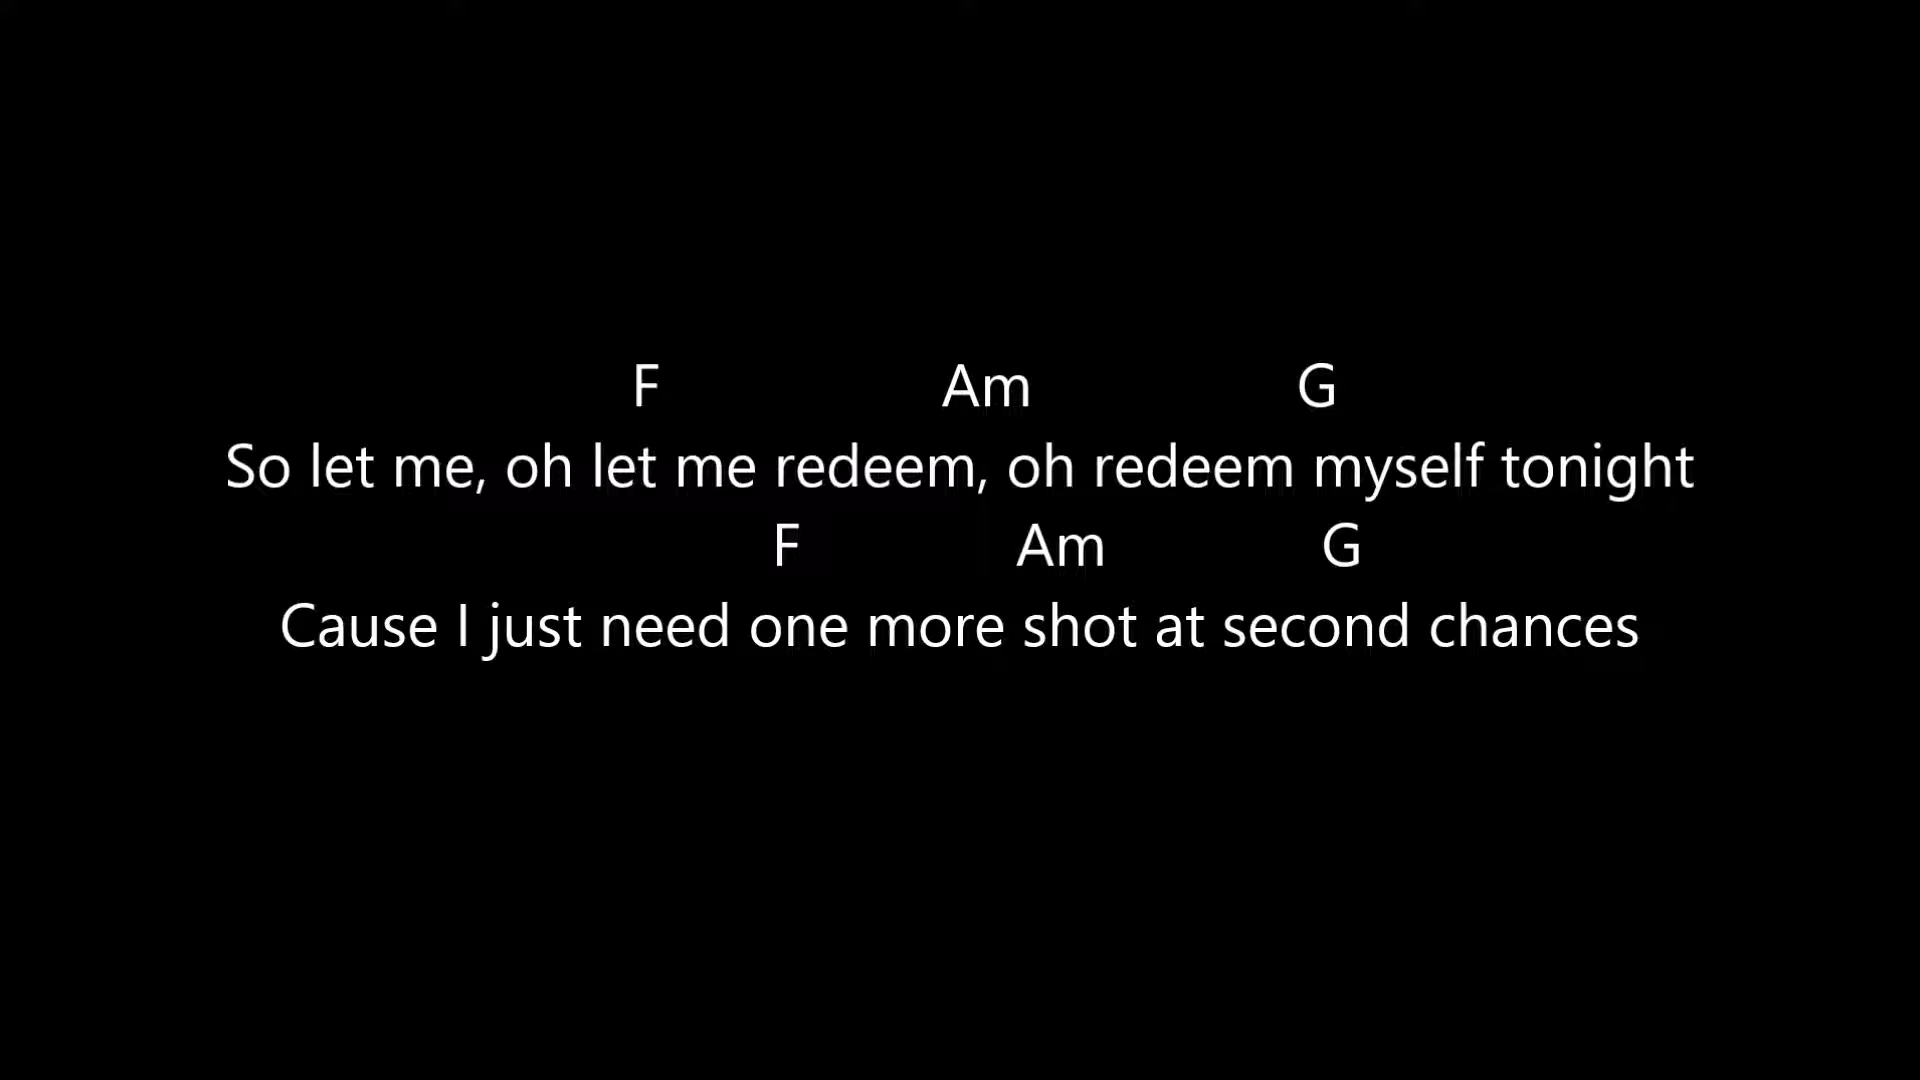 F Am G
So let me, oh let me redeem, oh redeem myself tonight
F Am G
Cause I just need one more shot at second chances